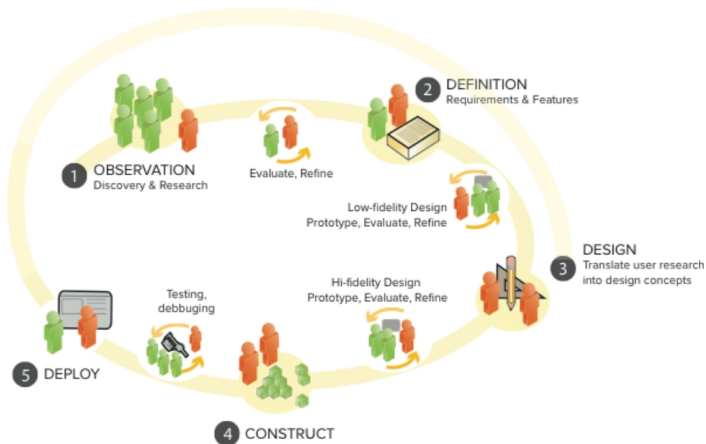 1 OBSERVATION
Discovery & Research
Evaluate, Refine
2 DEFINITION
Requirements & Features
Low-fidelity Design
Prototype, Evaluate, Refine
3 DESIGN
Translate user research
into design concepts
Hi-fidelity Design
Prototype, Evaluate, Refine
4 CONSTRUCT
Testing,
debbuging
5 DEPLOY